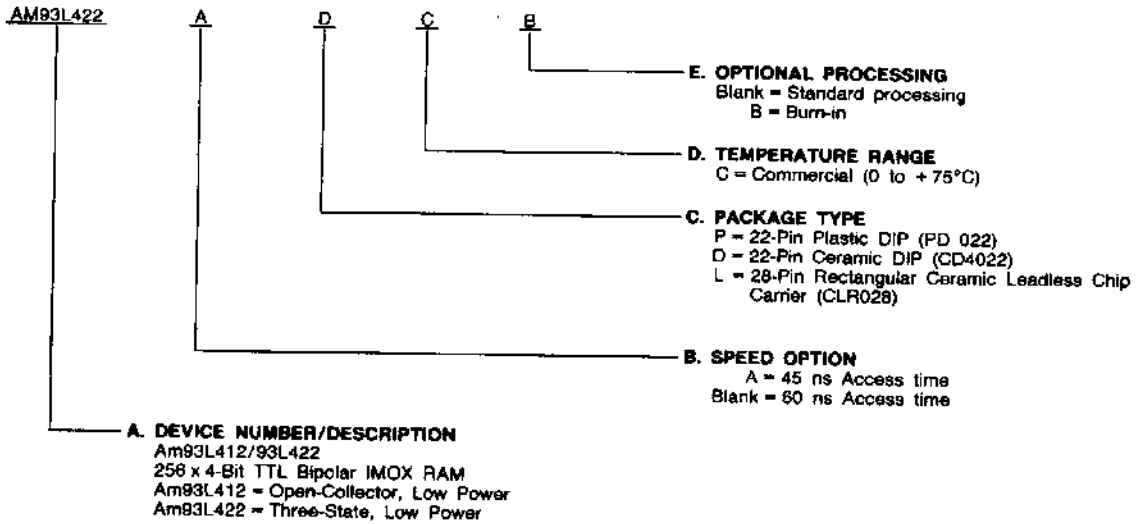 AM93L422 A D C B
E. OPTIONAL PROCESSING
Blank = Standard processing
B = Burn-in
D. TEMPERATURE RANGE
C = Commercial (0 to +75°C)
C. PACKAGE TYPE
P = 22-Pin Plastic DIP (PD 022)
D = 22-Pin Ceramic DIP (CD4022)
L = 28-Pin Rectangular Ceramic Leadless Chip
Carrier (CLR028)
B. SPEED OPTION
A = 45 ns Access time
Blank = 60 ns Access time
A. DEVICE NUMBER/DESCRIPTION
Am93L412/93L422
256 x 4-Bit TTL Bipolar IMOX RAM
Am93L412 = Open-Collector, Low Power
Am93L422 = Three-State, Low Power